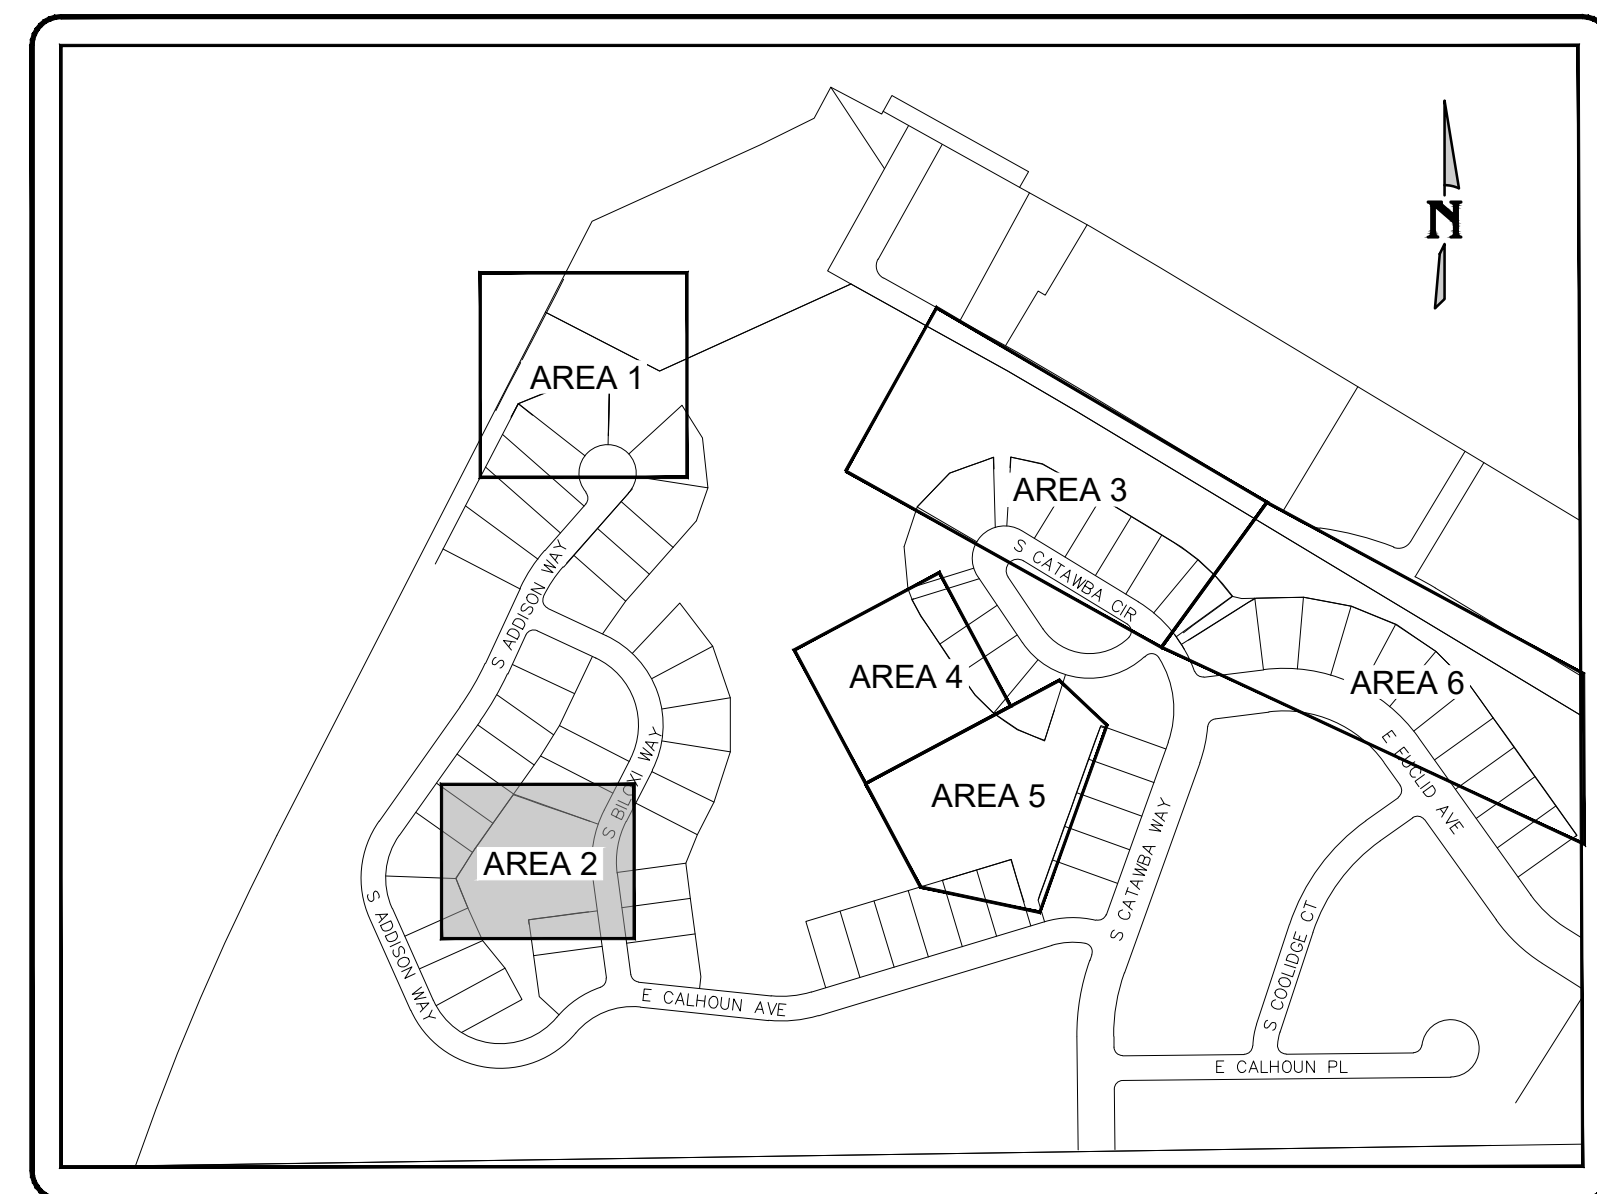 N
AREA 1
AREA 3
S CATAWBA CIR
S ADDISON WAY
AREA 4
AREA 6
S BILOXI WAY
E EUCLID AVE
AREA 5
AREA 2
S CATAWBA WAY
S ADDISON WAY
S COOLIDGE CT
E CALHOUN AVE
E CALHOUN PL